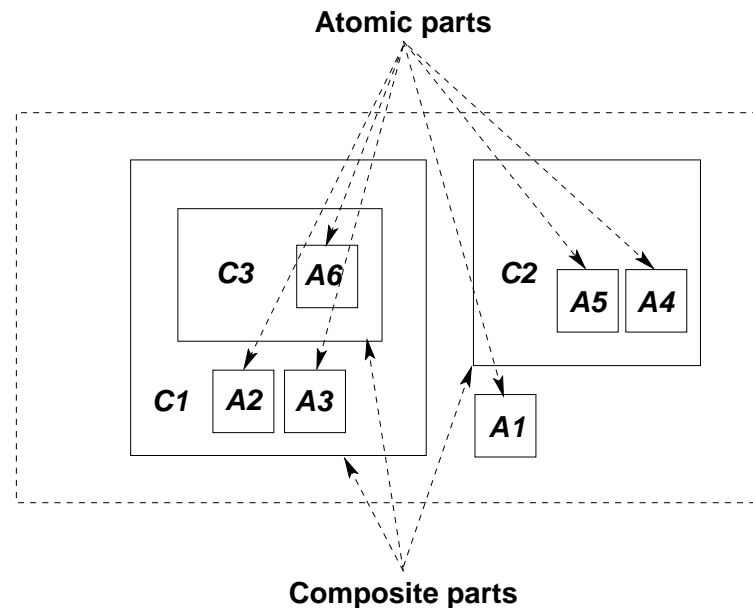 Atomic parts
C3
A6
C2
A5
A4
C1
A2
A3
A1
Composite parts